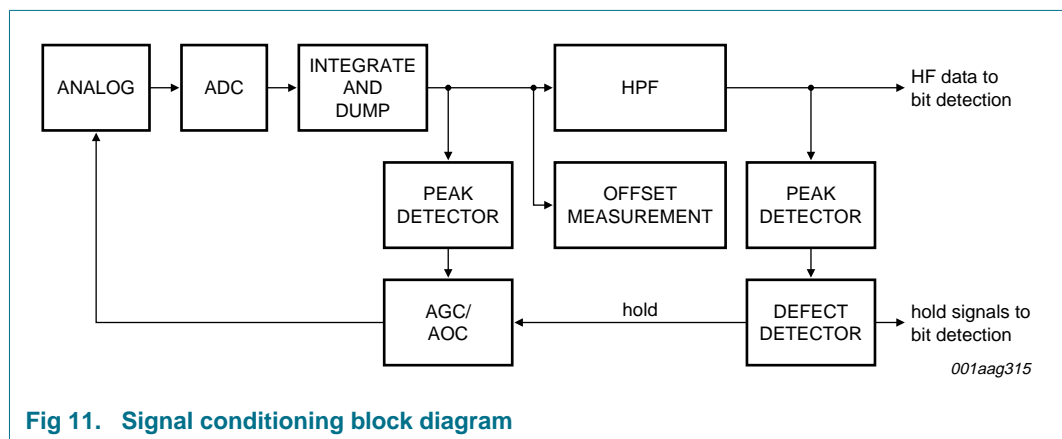 ANALOG
ADC
INTEGRATE
AND
DUMP
HPF
HF data to
bit detection
PEAK
DETECTOR
OFFSET
MEASUREMENT
PEAK
DETECTOR
AGC/
AOC
hold
DEFECT
DETECTOR
hold signals to
bit detection
001aag315
Fig 11. Signal conditioning block diagram